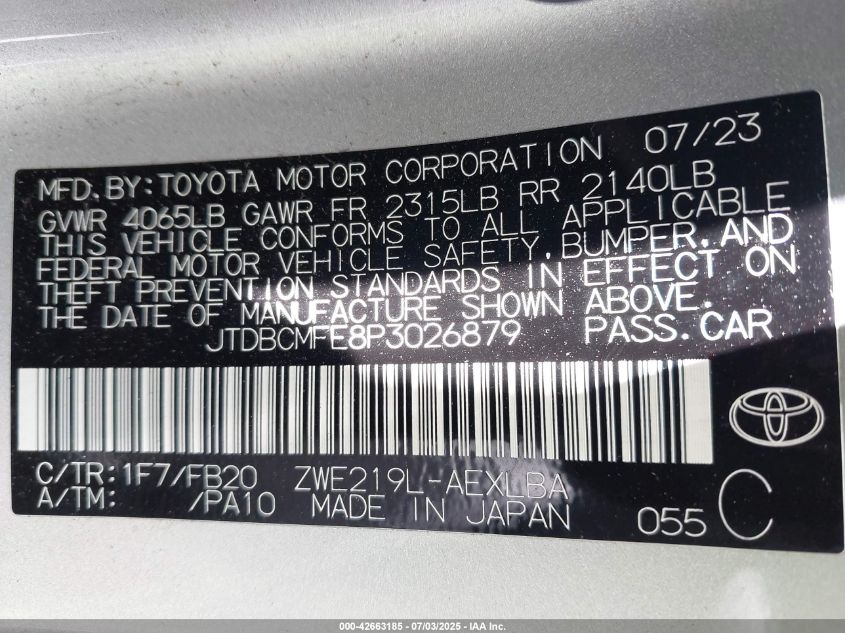 MFD.BY:TOYOTA MOTOR CORPORATION 07/23
GVWR 4065LB GAWR FR 2315LB RR 2140LB
THIS VEHICLE CONFORMS TO ALL APPLICABLE
FEDERAL MOTOR VEHICLE SAFETY, BUMPER, AND
THEFT PREVENTION STANDARDS IN EFFECT ON
THE DATE OF MANUFACTURE SHOWN ABOVE.
JTDBCMFE8P3026879 PASS.CAR
C/TR:1F7/FB20 ZWE219L-AEXLBA
A/TM: /PA10 MADE IN JAPAN 055 C
000-42663185 - 07/03/2025 - IAA Inc.